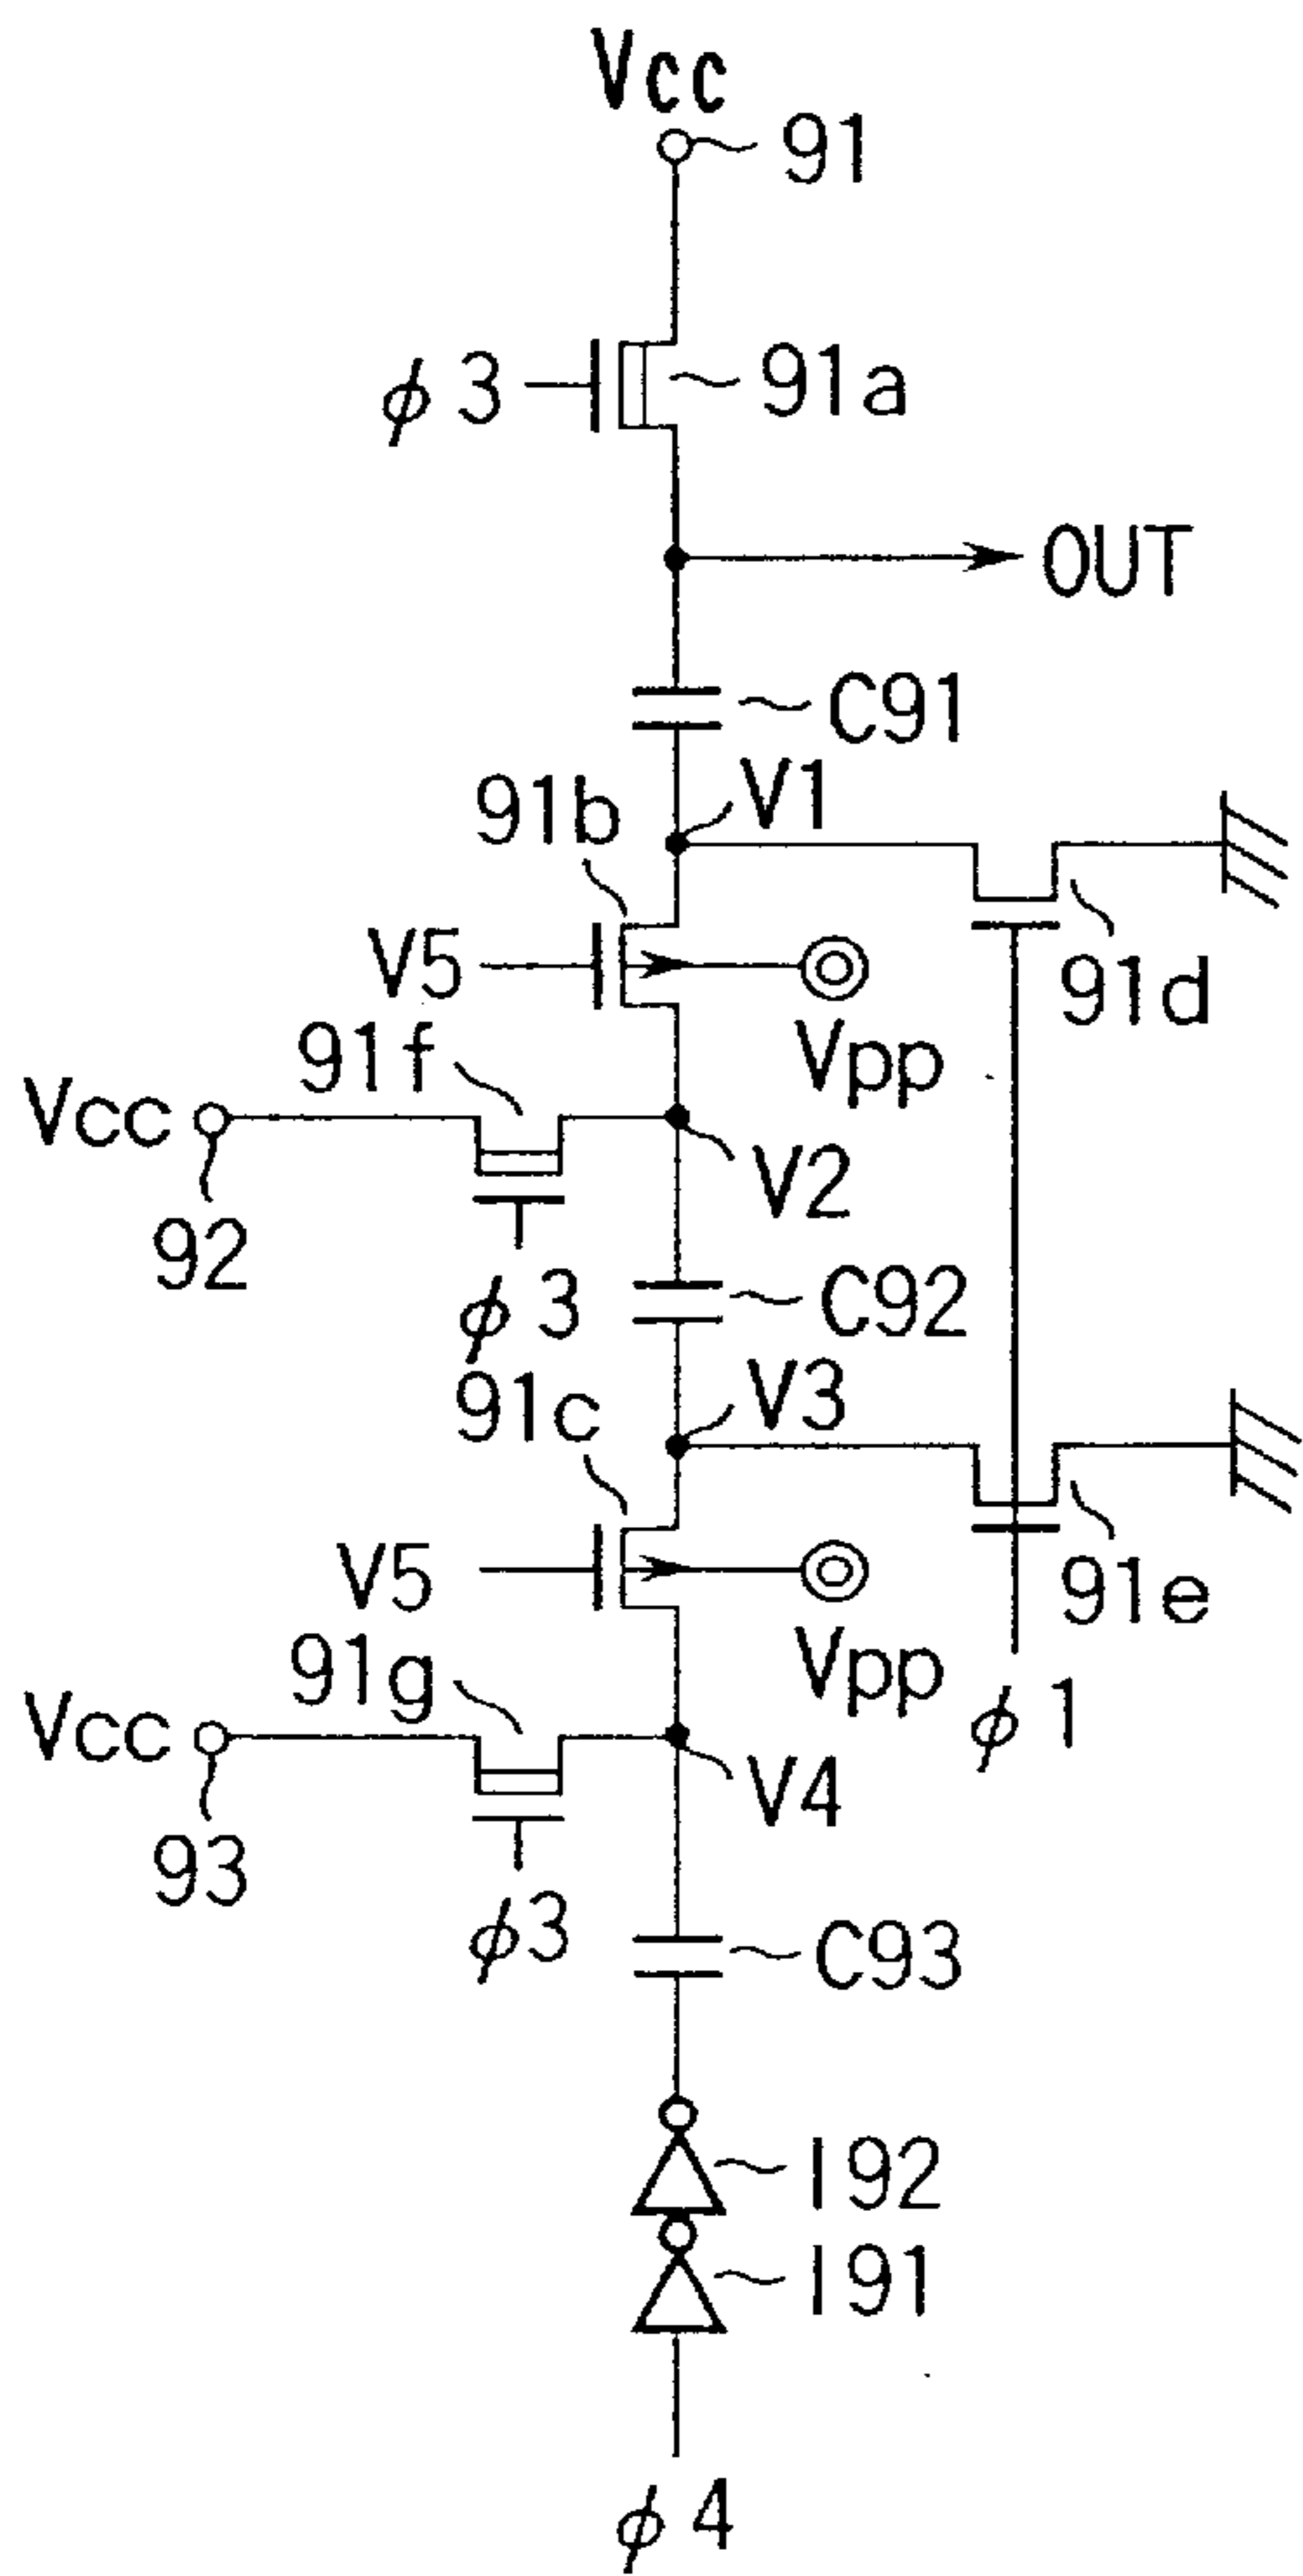 Vcc
91
ϕ3
91a
OUT
C91
91b
V1
V5
91d
Vpp
91f
Vcc
V2
92
ϕ3
C92
91c
V3
V5
91e
Vpp
91g
ϕ1
Vcc
V4
93
ϕ3
C93
I92
I91
ϕ4